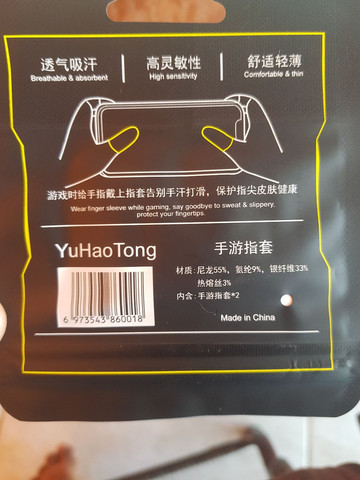 透气吸汗
Breathable & absorbent
高灵敏性
High sensitivity
舒适轻薄
Comfortable & thin
游戏时给手指戴上指套告别手汗打滑，保护指尖皮肤健康
Wear finger sleeve while gaming, say goodbye to sweat & slippery,
protect your fingertips.
YuHaoTong
手游指套
材质：尼龙55%，氨纶9%，银纤维33%
热熔丝3%
内含：手游指套*2
6 973543 860018
Made in China